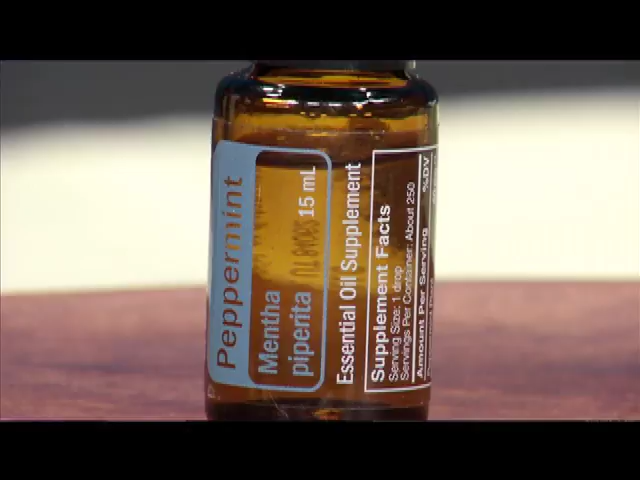 Peppermint
Mentha
piperita 15 mL
Essential Oil Supplement
Supplement Facts
Serving Size: 1 drop
Servings Per Container: About 250
Amount Per Serving %DV